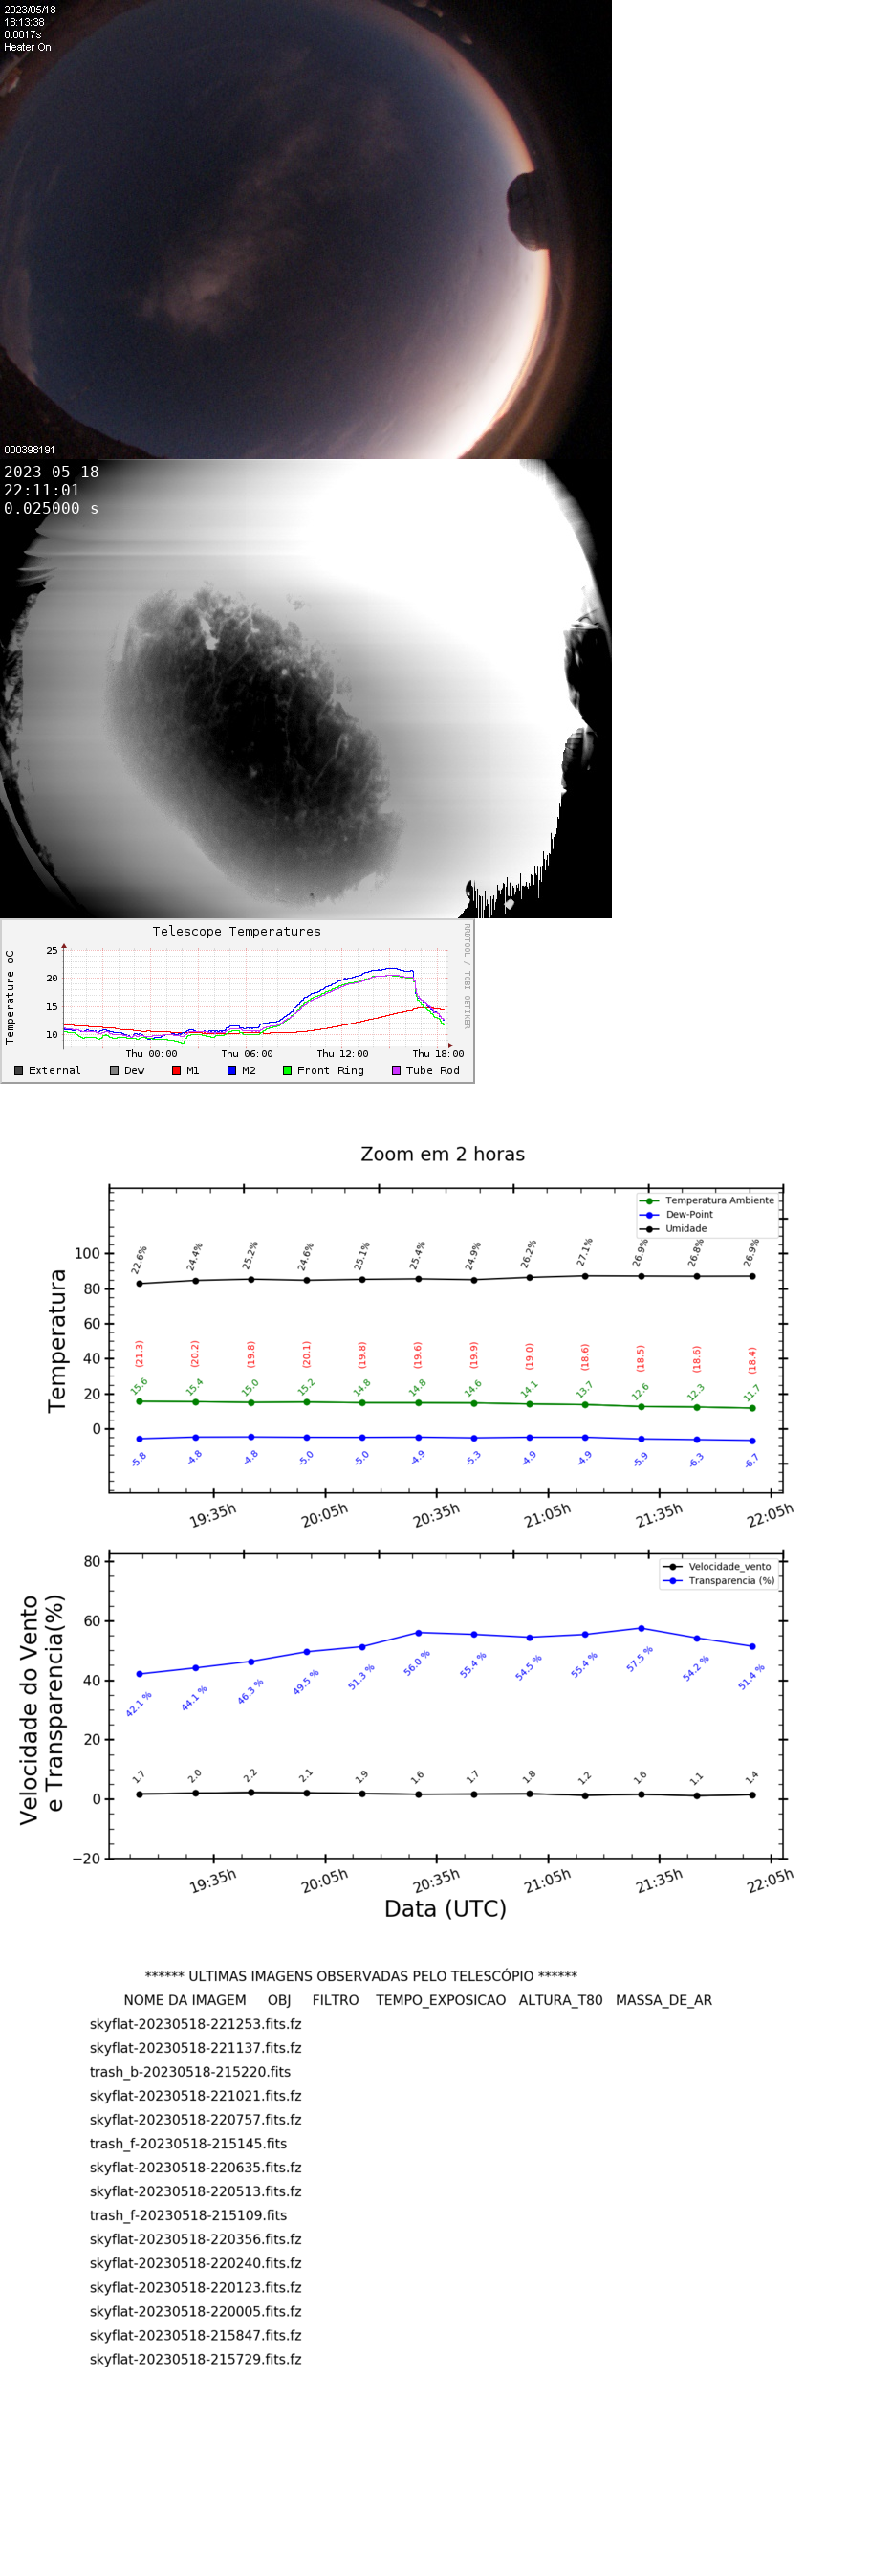 2023/05/18
18:13:38
0.0017s
Heater On
000398191
2023-05-18
22:11:01
0.025000 s
Telescope Temperatures
RRDTOOL / TOBI OETIKER
Temperature oC
25
20
15
10
Thu 00:00 Thu 06:00 Thu 12:00 Thu 18:00
External Dew M1 M2 Front Ring Tube Rod
Zoom em 2 horas
Temperatura Ambiente
Dew-Point
Umidade
Temperatura
100
80
60
40
20
0
22.6% 24.4% 25.2% 24.6% 25.1% 25.4% 24.9% 26.2% 27.1% 26.9% 26.8% 26.9%
(21.3) (20.2) (19.8) (20.1) (19.8) (19.6) (19.9) (19.0) (18.6) (18.5) (18.6) (18.4)
15.6 15.4 15.0 15.2 14.8 14.8 14.6 14.1 13.7 12.6 12.3 11.7
-5.8 -4.8 -4.8 -5.0 -5.0 -4.9 -5.3 -4.9 -4.9 -5.9 -6.3 -6.7
19:35h 20:05h 20:35h 21:05h 21:35h 22:05h
Velocidade_vento
Transparencia (%)
Velocidade do Vento
e Transparencia(%)
80
60
40
20
0
−20
42.1 % 44.1 % 46.3 % 49.5 % 51.3 % 56.0 % 55.4 % 54.5 % 55.4 % 57.5 % 54.2 % 51.4 %
1.7 2.0 2.2 2.1 1.9 1.6 1.7 1.8 1.2 1.6 1.1 1.4
19:35h 20:05h 20:35h 21:05h 21:35h 22:05h
Data (UTC)
****** ULTIMAS IMAGENS OBSERVADAS PELO TELESCÓPIO ******
NOME DA IMAGEM OBJ FILTRO TEMPO_EXPOSICAO ALTURA_T80 MASSA_DE_AR
skyflat-20230518-221253.fits.fz
skyflat-20230518-221137.fits.fz
trash_b-20230518-215220.fits
skyflat-20230518-221021.fits.fz
skyflat-20230518-220757.fits.fz
trash_f-20230518-215145.fits
skyflat-20230518-220635.fits.fz
skyflat-20230518-220513.fits.fz
trash_f-20230518-215109.fits
skyflat-20230518-220356.fits.fz
skyflat-20230518-220240.fits.fz
skyflat-20230518-220123.fits.fz
skyflat-20230518-220005.fits.fz
skyflat-20230518-215847.fits.fz
skyflat-20230518-215729.fits.fz